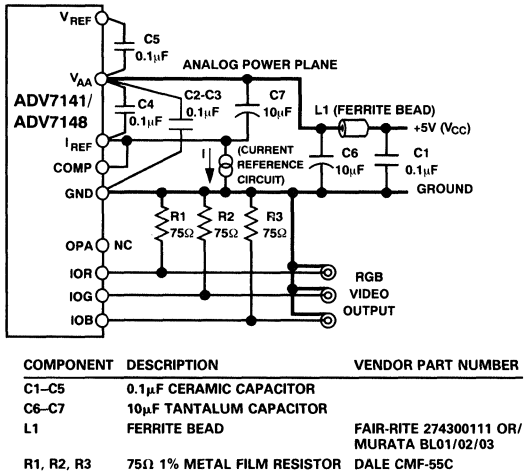 V REF
C5
0.1µF
V AA
ANALOG POWER PLANE
ADV7141/
ADV7148
C4
0.1µF
C2-C3
0.1µF
C7
10µF
L1 (FERRITE BEAD)
+5V (VCC)
I REF
I
(CURRENT
REFERENCE
CIRCUIT)
C6
10µF
C1
0.1µF
COMP
GND
GROUND
R1
75Ω
R2
75Ω
R3
75Ω
OPA
NC
IOR
IOG
IOB
RGB
VIDEO
OUTPUT
COMPONENT DESCRIPTION VENDOR PART NUMBER
C1–C5 0.1µF CERAMIC CAPACITOR
C6–C7 10µF TANTALUM CAPACITOR
L1 FERRITE BEAD FAIR-RITE 274300111 OR/
MURATA BL01/02/03
R1, R2, R3 75Ω 1% METAL FILM RESISTOR DALE CMF-55C